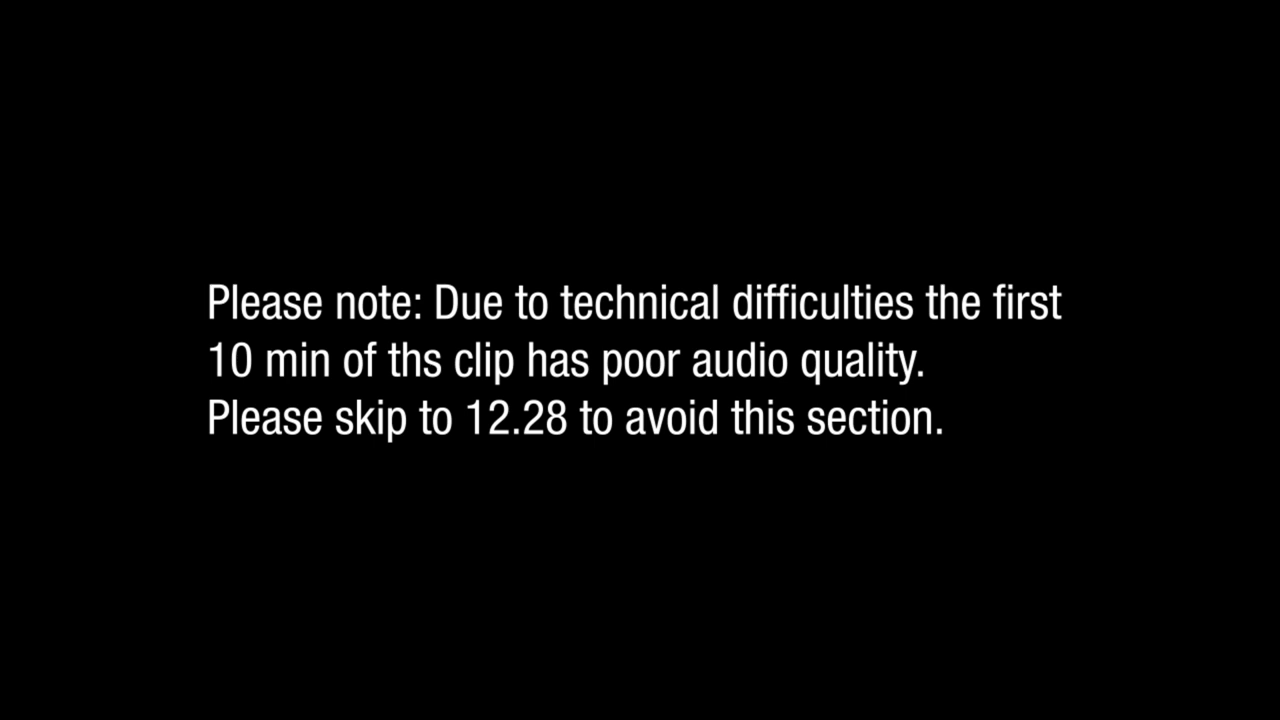 Please note: Due to technical difficulties the first
10 min of ths clip has poor audio quality.
Please skip to 12.28 to avoid this section.